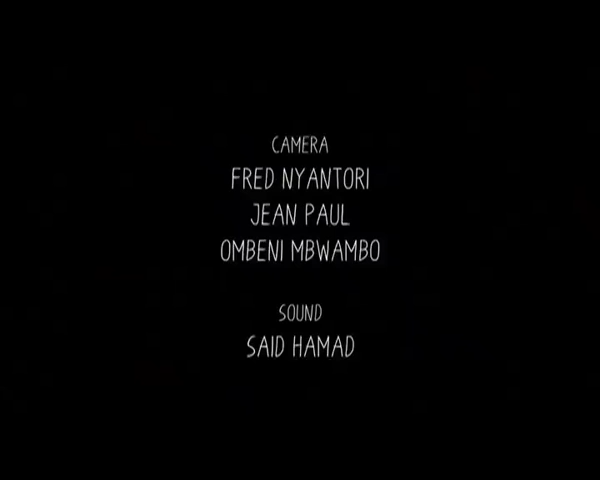 CAMERA
FRED NYANTORI
JEAN PAUL
OMBENI MBWAMBO
SOUND
SAID HAMAD